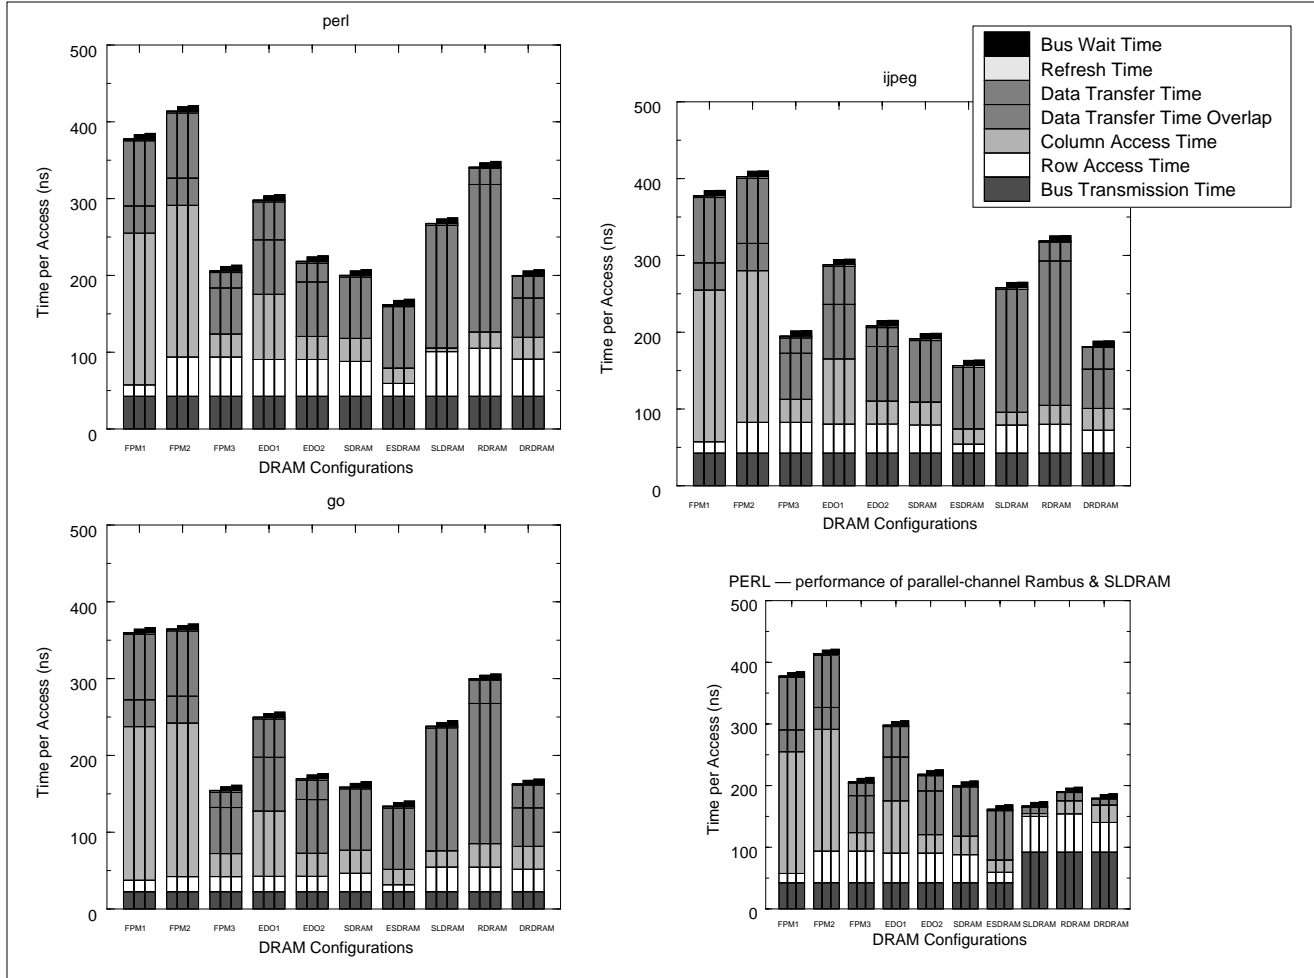 perl
500
400
300
200
100
0
Time per Access (ns)
FPM1 FPM2 FPM3 EDO1 EDO2 SDRAM ESDRAM SLDRAM RDRAM DRDRAM
DRAM Configurations
ijpeg
500
400
300
200
100
0
Time per Access (ns)
FPM1 FPM2 FPM3 EDO1 EDO2 SDRAM ESDRAM SLDRAM RDRAM DRDRAM
DRAM Configurations
Bus Wait Time
Refresh Time
Data Transfer Time
Data Transfer Time Overlap
Column Access Time
Row Access Time
Bus Transmission Time
go
500
400
300
200
100
0
Time per Access (ns)
FPM1 FPM2 FPM3 EDO1 EDO2 SDRAM ESDRAM SLDRAM RDRAM DRDRAM
DRAM Configurations
PERL — performance of parallel-channel Rambus & SLDRAM
500
400
300
200
100
0
Time per Access (ns)
FPM1 FPM2 FPM3 EDO1 EDO2 SDRAM ESDRAM SLDRAM RDRAM DRDRAM
DRAM Configurations